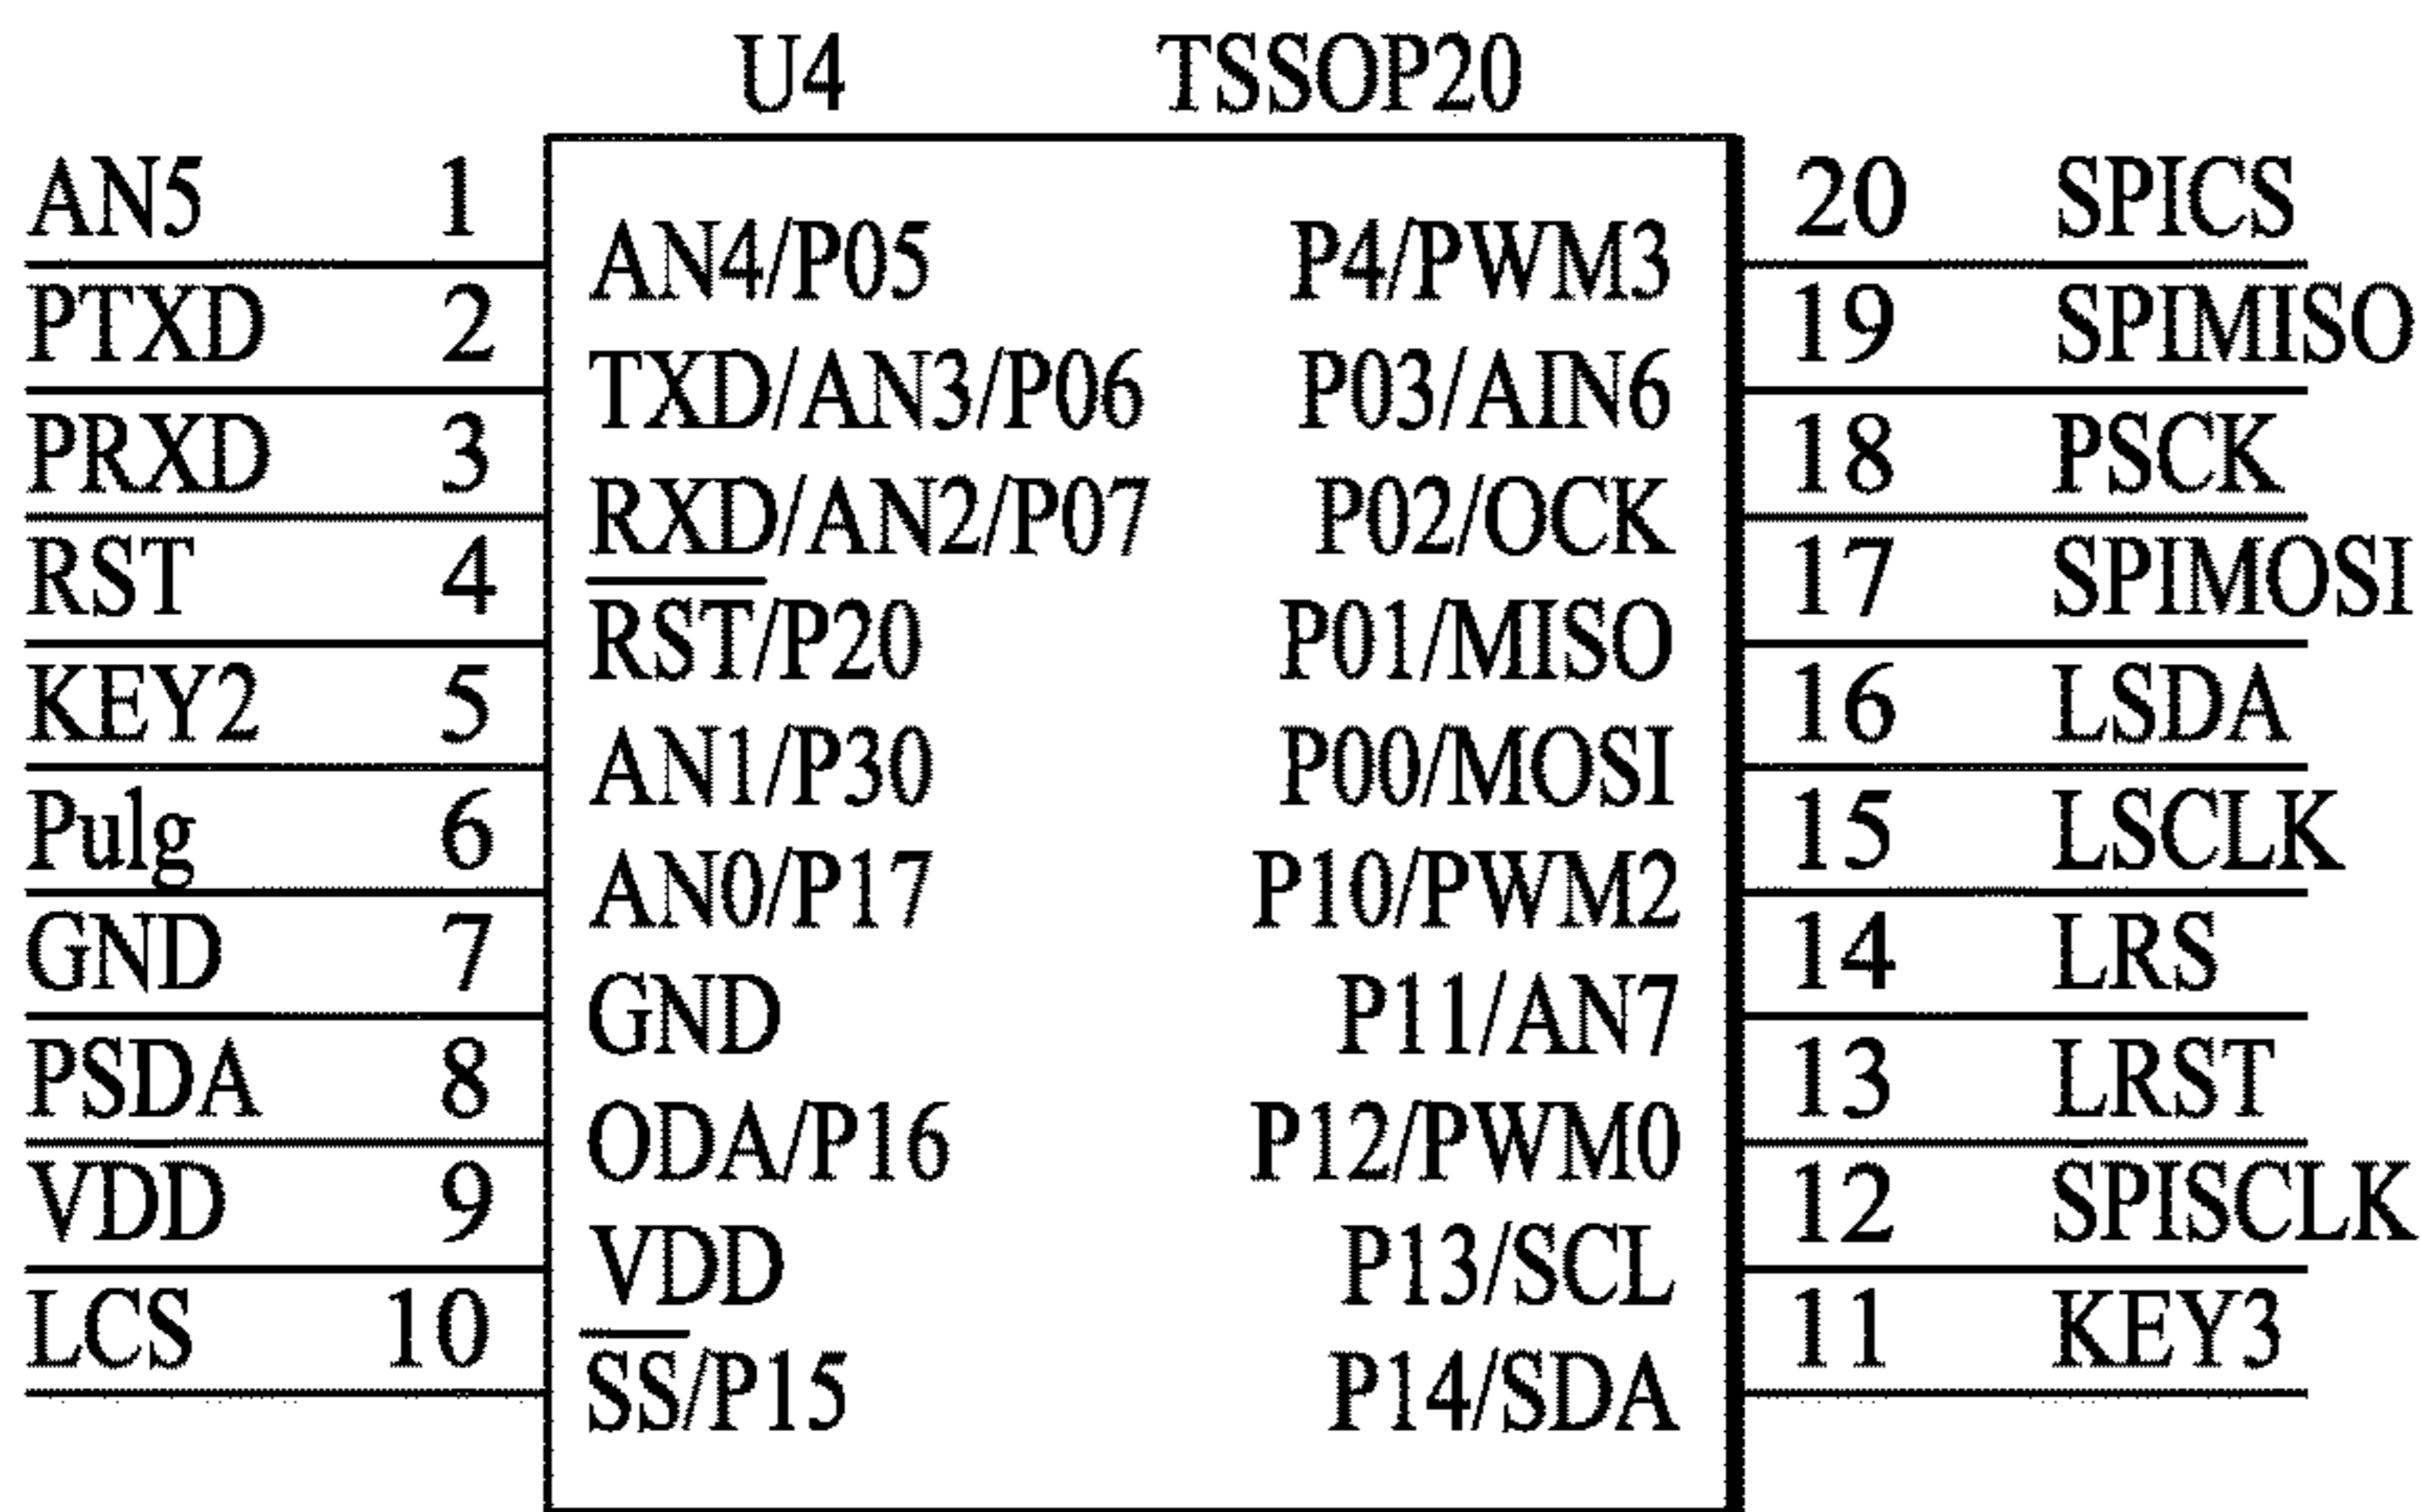 U4 TSSOP20
AN5 1 20 SPICS
AN4/P05 P4/PWM3
PTXD 2 19 SPIMISO
TXD/AN3/P06 P03/AIN6
PRXD 3 18 PSCK
RXD/AN2/P07 P02/OCK
RST 4 17 SPIMOSI
RST/P20 P01/MISO
KEY2 5 16 LSDA
AN1/P30 P00/MOSI
Pulg 6 15 LSCLK
AN0/P17 P10/PWM2
GND 7 14 LRS
GND P11/AN7
PSDA 8 13 LRST
ODA/P16 P12/PWM0
VDD 9 12 SPISCLK
VDD P13/SCL
LCS 10 11 KEY3
SS/P15 P14/SDA